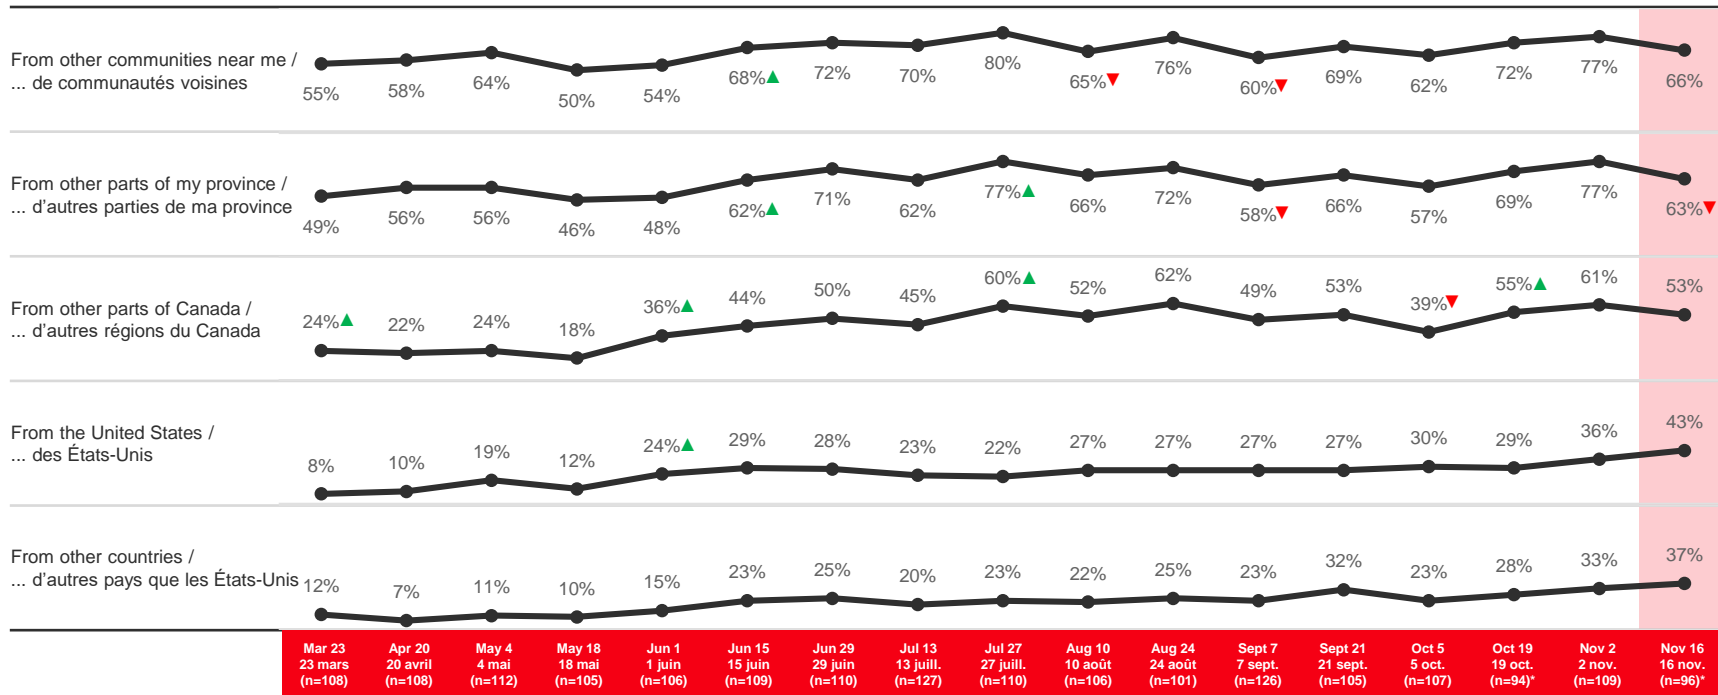 From other communities near me /
... de communautés voisines
55% 58% 64% 50% 54% 68%▲ 72% 70% 80% 65%▼ 76% 60%▼ 69% 62% 72% 77% 66%
From other parts of my province /
... d'autres parties de ma province
49% 56% 56% 46% 48% 62%▲ 71% 62% 77%▲ 66% 72% 58%▼ 66% 57% 69% 77% 63%▼
From other parts of Canada /
... d'autres régions du Canada
24%▲ 22% 24% 18% 36%▲ 44% 50% 45% 60%▲ 52% 62% 49% 53% 39%▼ 55%▲ 61% 53%
From the United States /
... des États-Unis
8% 10% 19% 12% 24%▲ 29% 28% 23% 22% 27% 27% 27% 27% 30% 29% 36% 43%
From other countries /
... d'autres pays que les États-Unis
12% 7% 11% 10% 15% 23% 25% 20% 23% 22% 25% 23% 32% 23% 28% 33% 37%
Mar 23 Apr 20 May 4 May 18 Jun 1 Jun 15 Jun 29 Jul 13 Jul 27 Aug 10 Aug 24 Sept 7 Sept 21 Oct 5 Oct 19 Nov 2 Nov 16
23 mars 20 avril 4 mai 18 mai 1 juin 15 juin 29 juin 13 juill. 27 juill. 10 août 24 août 7 sept. 21 sept. 5 oct. 19 oct. 2 nov. 16 nov.
(n=108) (n=108) (n=112) (n=105) (n=106) (n=109) (n=110) (n=127) (n=110) (n=106) (n=101) (n=126) (n=105) (n=107) (n=94)* (n=109) (n=96)*